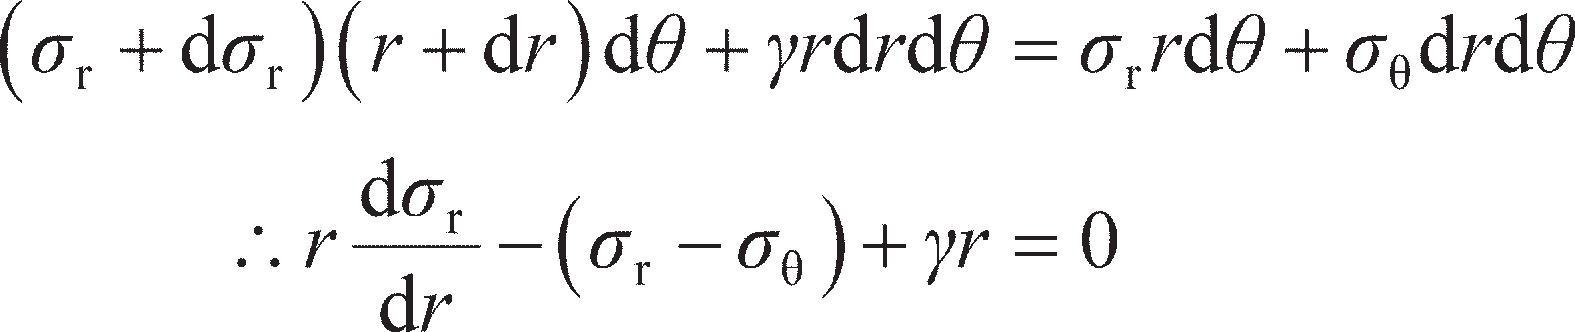 (σ_r + dσ_r)(r + dr)dθ + γrdrdθ = σ_r rdθ + σ_θ drdθ
∴ r dσ_r/dr − (σ_r − σ_θ) + γr = 0